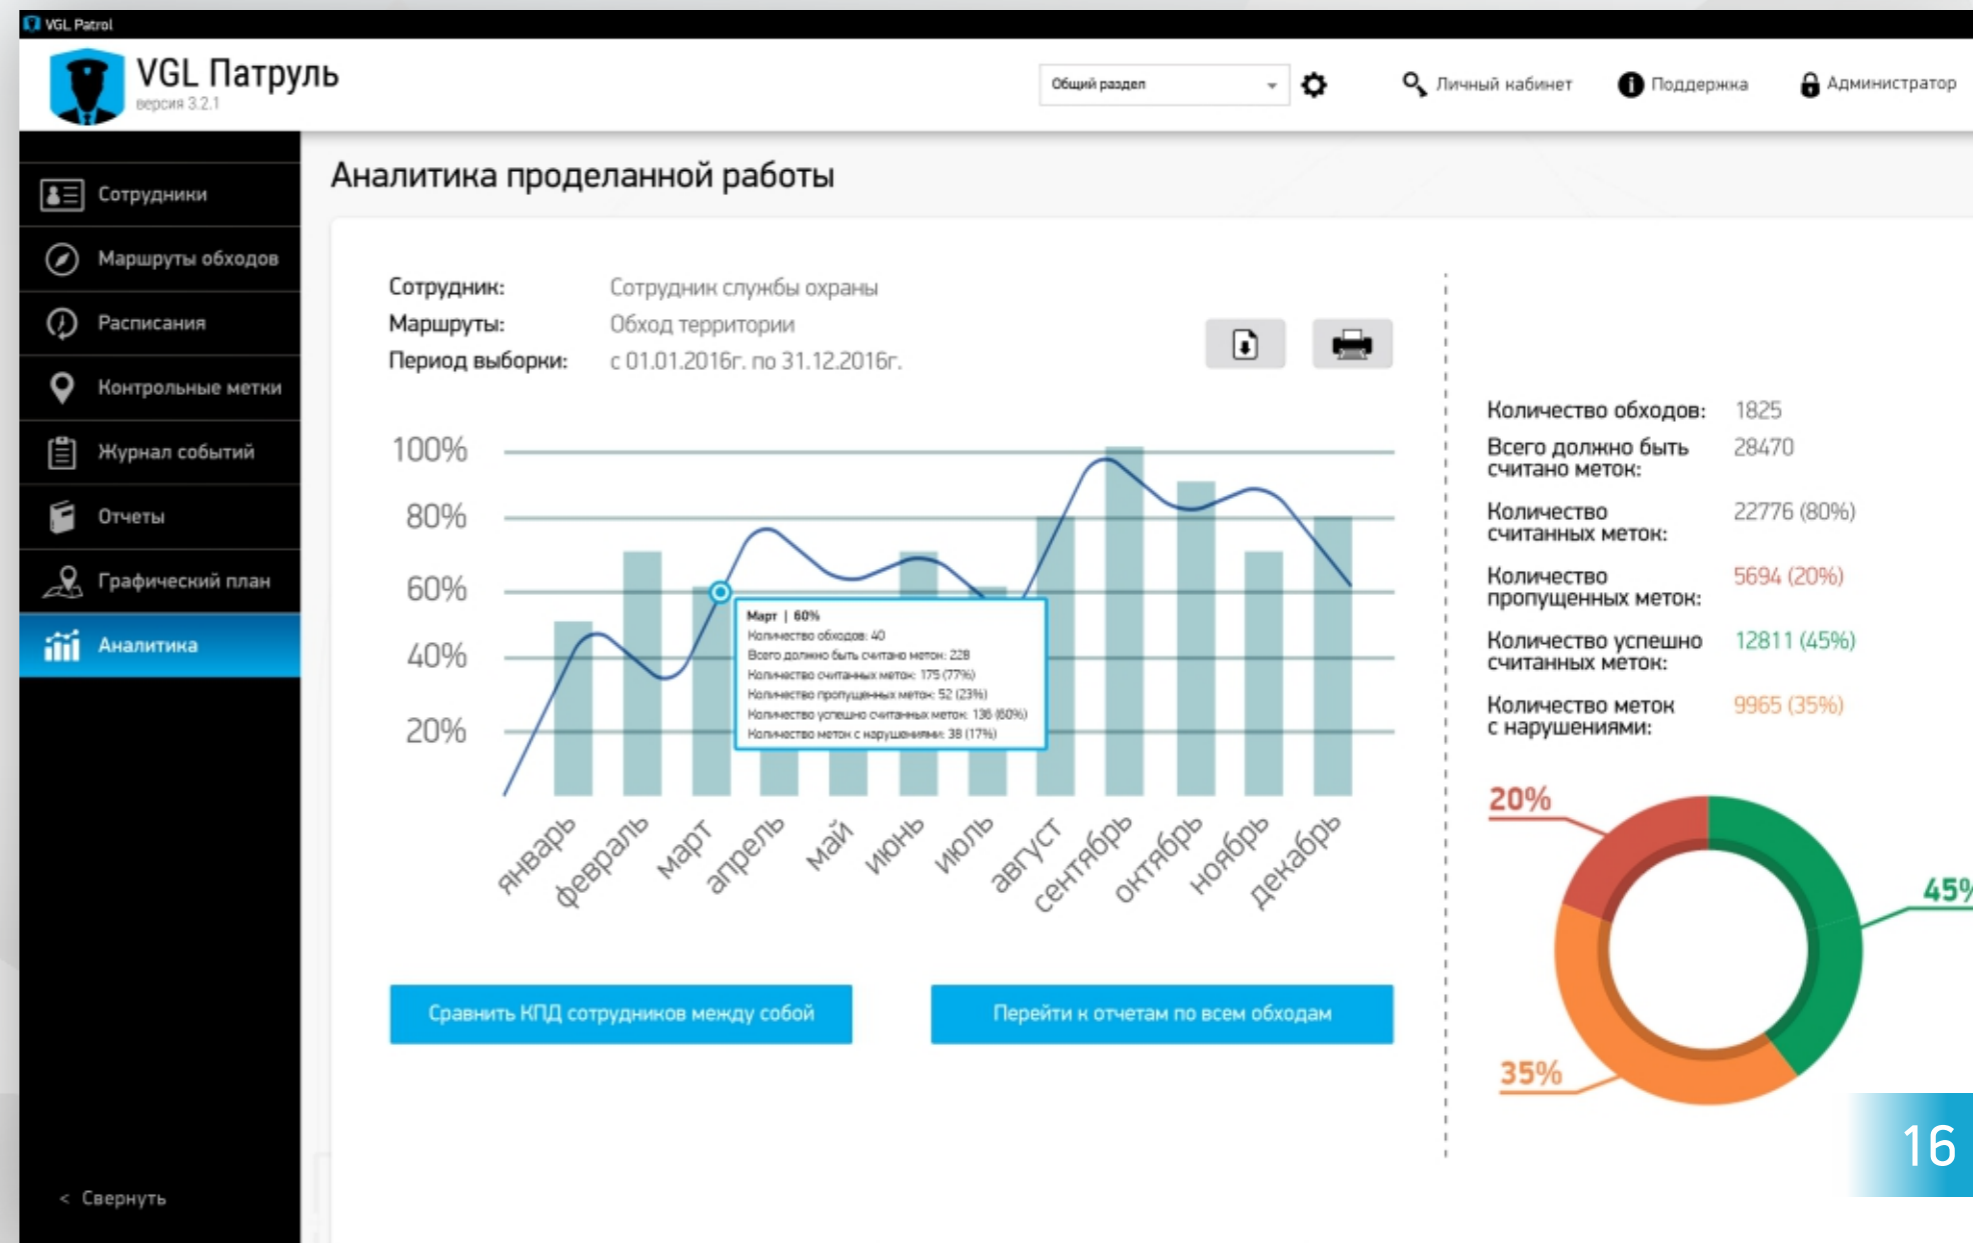 VGL Patrol
VGL Патруль
версия 3.2.1
Общий раздел
Личный кабинет
Поддержка
Администратор
Сотрудники
Маршруты обходов
Расписания
Контрольные метки
Журнал событий
Отчеты
Графический план
Аналитика
< Свернуть
Аналитика проделанной работы
Сотрудник: Сотрудник службы охраны
Маршруты: Обход территории
Период выборки: с 01.01.2016г. по 31.12.2016г.
100%
80%
60%
40%
20%
Март | 60%
Количество обходов: 40
Всего должно быть считано меток: 228
Количество считанных меток: 175 (77%)
Количество пропущенных меток: 52 (23%)
Количество успешно считанных меток: 136 (60%)
Количество меток с нарушениями: 38 (17%)
январь
февраль
март
апрель
май
июнь
июль
август
сентябрь
октябрь
ноябрь
декабрь
Сравнить КПД сотрудников между собой
Перейти к отчетам по всем обходам
Количество обходов: 1825
Всего должно быть 28470
считано меток:
Количество 22776 (80%)
считанных меток:
Количество 5694 (20%)
пропущенных меток:
Количество успешно 12811 (45%)
считанных меток:
Количество меток 9965 (35%)
с нарушениями:
20%
45%
35%
16